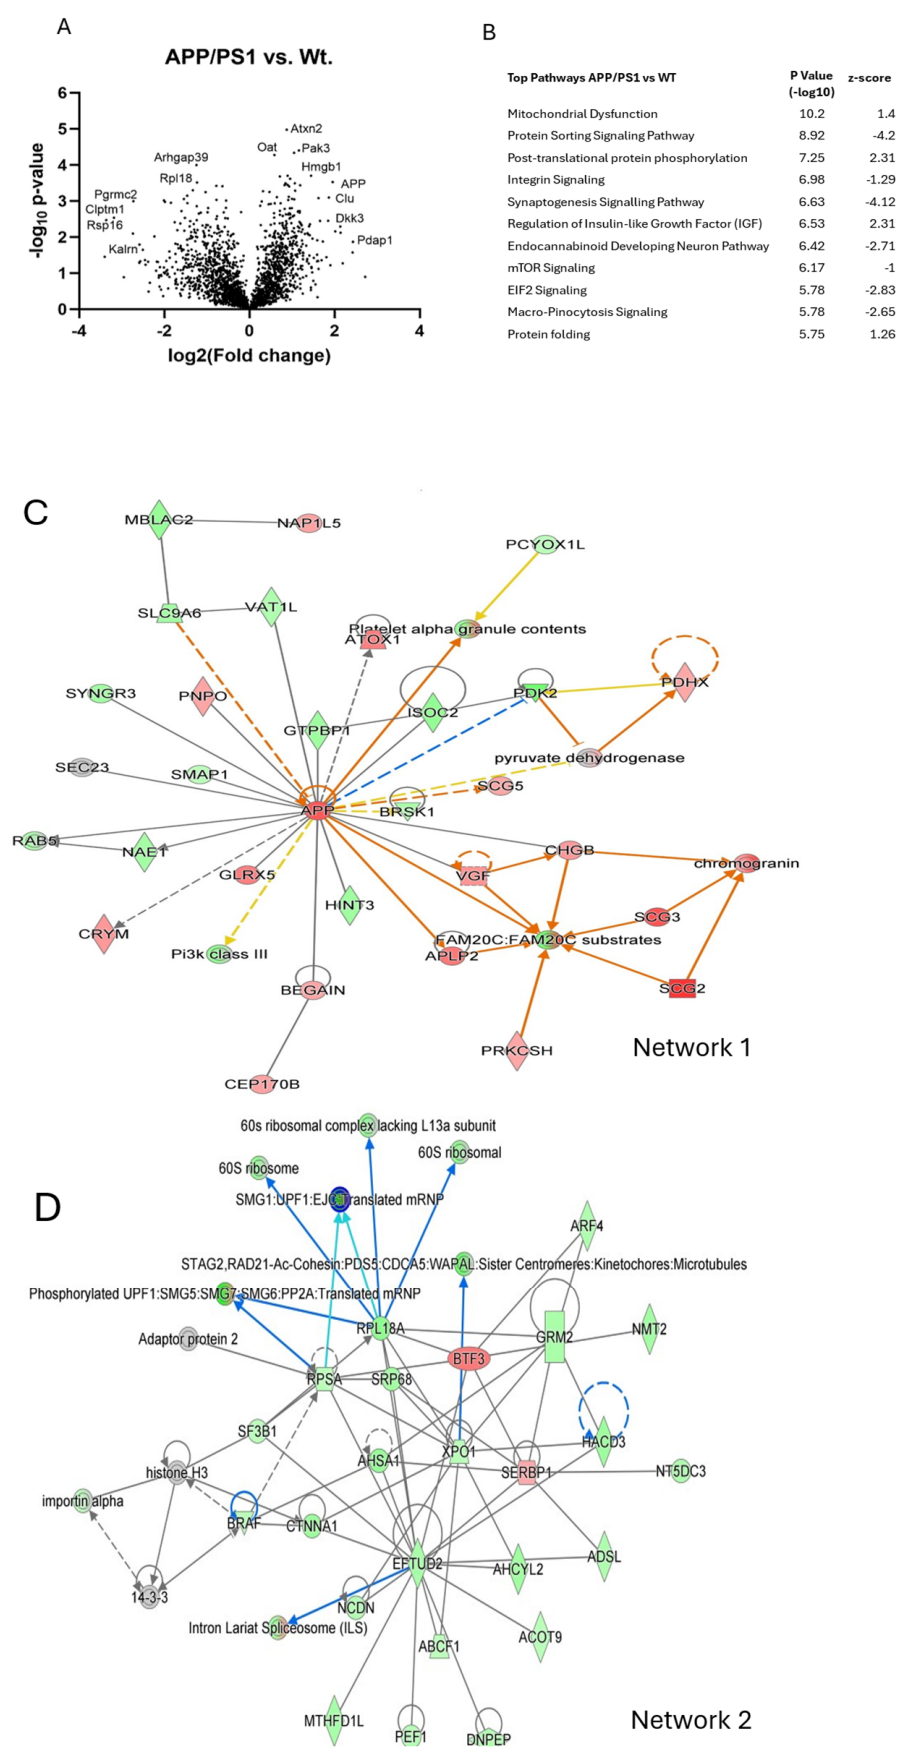 A
B
APP/PS1 vs. Wt.
6
5
4
3
2
1
0
-log10 p-value
-4
-2
0
2
4
log2(Fold change)
Atxn2
Oat
Pak3
Arhgap39
Hmgb1
Rpl18
APP
Pgrmc2
Clu
Clptm1
Dkk3
Rsp16
Pdap1
Kalrn
Top Pathways APP/PS1 vs WT P Value (-log10) z-score
Mitochondrial Dysfunction 10.2 1.4
Protein Sorting Signaling Pathway 8.92 -4.2
Post-translational protein phosphorylation 7.25 2.31
Integrin Signaling 6.98 -1.29
Synaptogenesis Signalling Pathway 6.63 -4.12
Regulation of Insulin-like Growth Factor (IGF) 6.53 2.31
Endocannabinoid Developing Neuron Pathway 6.42 -2.71
mTOR Signaling 6.17 -1
EIF2 Signaling 5.78 -2.83
Macro-Pinocytosis Signaling 5.78 -2.65
Protein folding 5.75 1.26
C
MBLAC2
NAP1L5
PCYOX1L
SLC9A6
VAT1L
Platelet alpha granule contents
ATOX1
SYNGR3
PNPO
PDK2
PDHX
ISOC2
GTPBP1
pyruvate dehydrogenase
SEC23
SMAP1
SCG5
APP
BRSK1
RAB5
NAE1
CHGB
chromogranin
GLRX5
VGF
HINT3
SCG3
CRYM
FAM20C:FAM20C substrates
Pi3k class III
APLP2
BEGAIN
SCG2
PRKCSH
Network 1
CEP170B
D
60s ribosomal complex lacking L13a subunit
60S ribosomal
60S ribosome
SMG1:UPF1:EJC:Translated mRNP
ARF4
STAG2,RAD21-Ac-Cohesin:PDS5:CDCA5:WAPAL:Sister Centromeres:Kinetochores:Microtubules
Phosphorylated UPF1:SMG5:SMG7:SMG6:PP2A:Translated mRNP
RPL18A
NMT2
Adaptor protein 2
GRM2
BTF3
RPSA
SRP68
SF3B1
HACD3
XPO1
AHSA1
histone H3
SERBP1
NT5DC3
importin alpha
BRAF
CTNNA1
EFTUD2
AHCYL2
ADSL
14-3-3
NCDN
Intron Lariat Spliceosome (ILS)
ACOT9
ABCF1
MTHFD1L
PEF1
DNPEP
Network 2